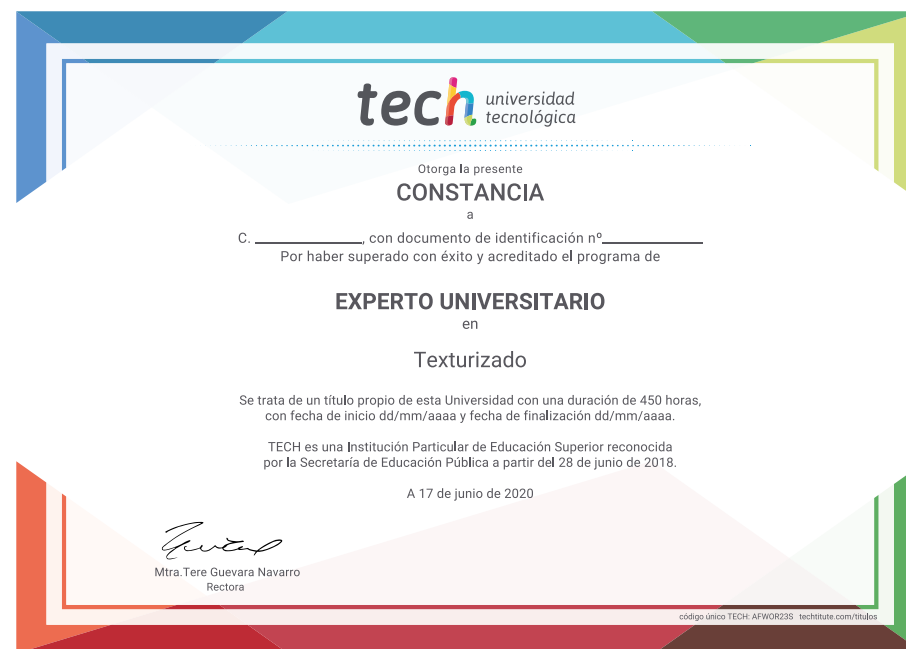 tech universidad
tecnológica
Otorga la presente
CONSTANCIA
a
C. ____________, con documento de identificación nº____________
Por haber superado con éxito y acreditado el programa de
EXPERTO UNIVERSITARIO
en
Texturizado
Se trata de un título propio de esta Universidad con una duración de 450 horas,
con fecha de inicio dd/mm/aaaa y fecha de finalización dd/mm/aaaa.
TECH es una Institución Particular de Educación Superior reconocida
por la Secretaría de Educación Pública a partir del 28 de junio de 2018.
A 17 de junio de 2020
Mtra.Tere Guevara Navarro
Rectora
código único TECH: AFWOR23S techtitute.com/titulos